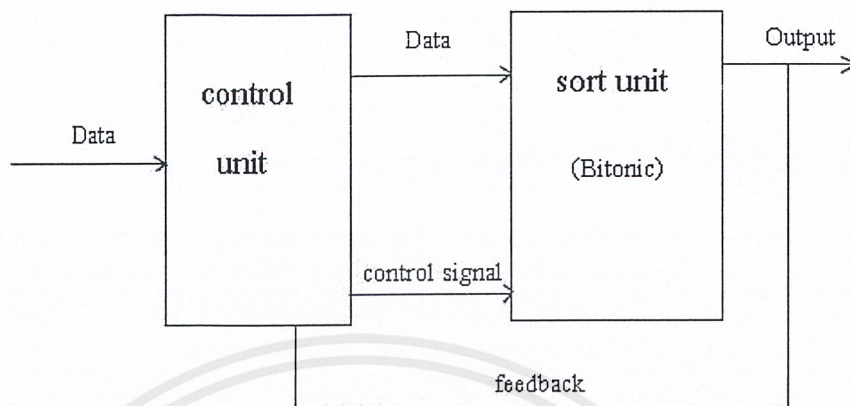 Data
control
unit
Data
control signal
sort unit
(Bitonic)
Output
feedback